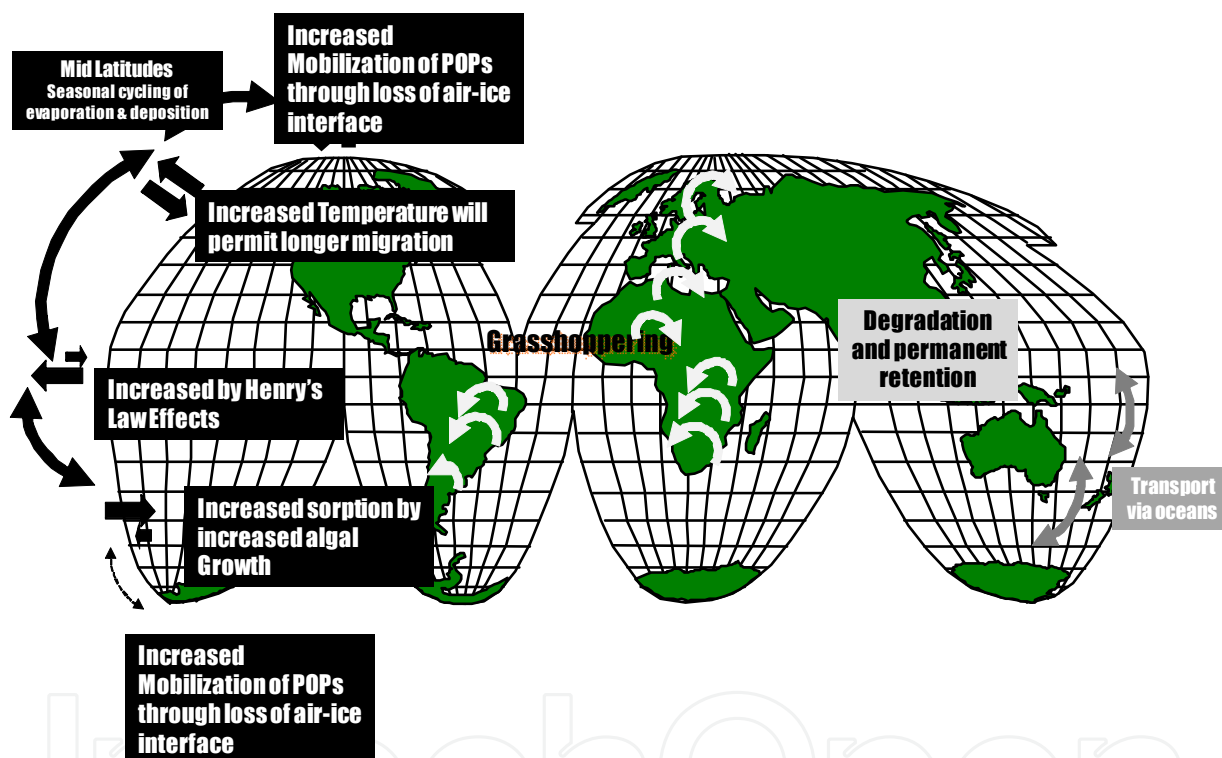 Increased
Mobilization of POPs
through loss of air-ice
interface
Mid Latitudes
Seasonal cycling of
evaporation & deposition
Increased Temperature will
permit longer migration
Grasshoppering
Degradation
and permanent
retention
Increased by Henry's
Law Effects
Increased sorption by
increased algal
Growth
Transport
via oceans
Increased
Mobilization of POPs
through loss of air-ice
interface